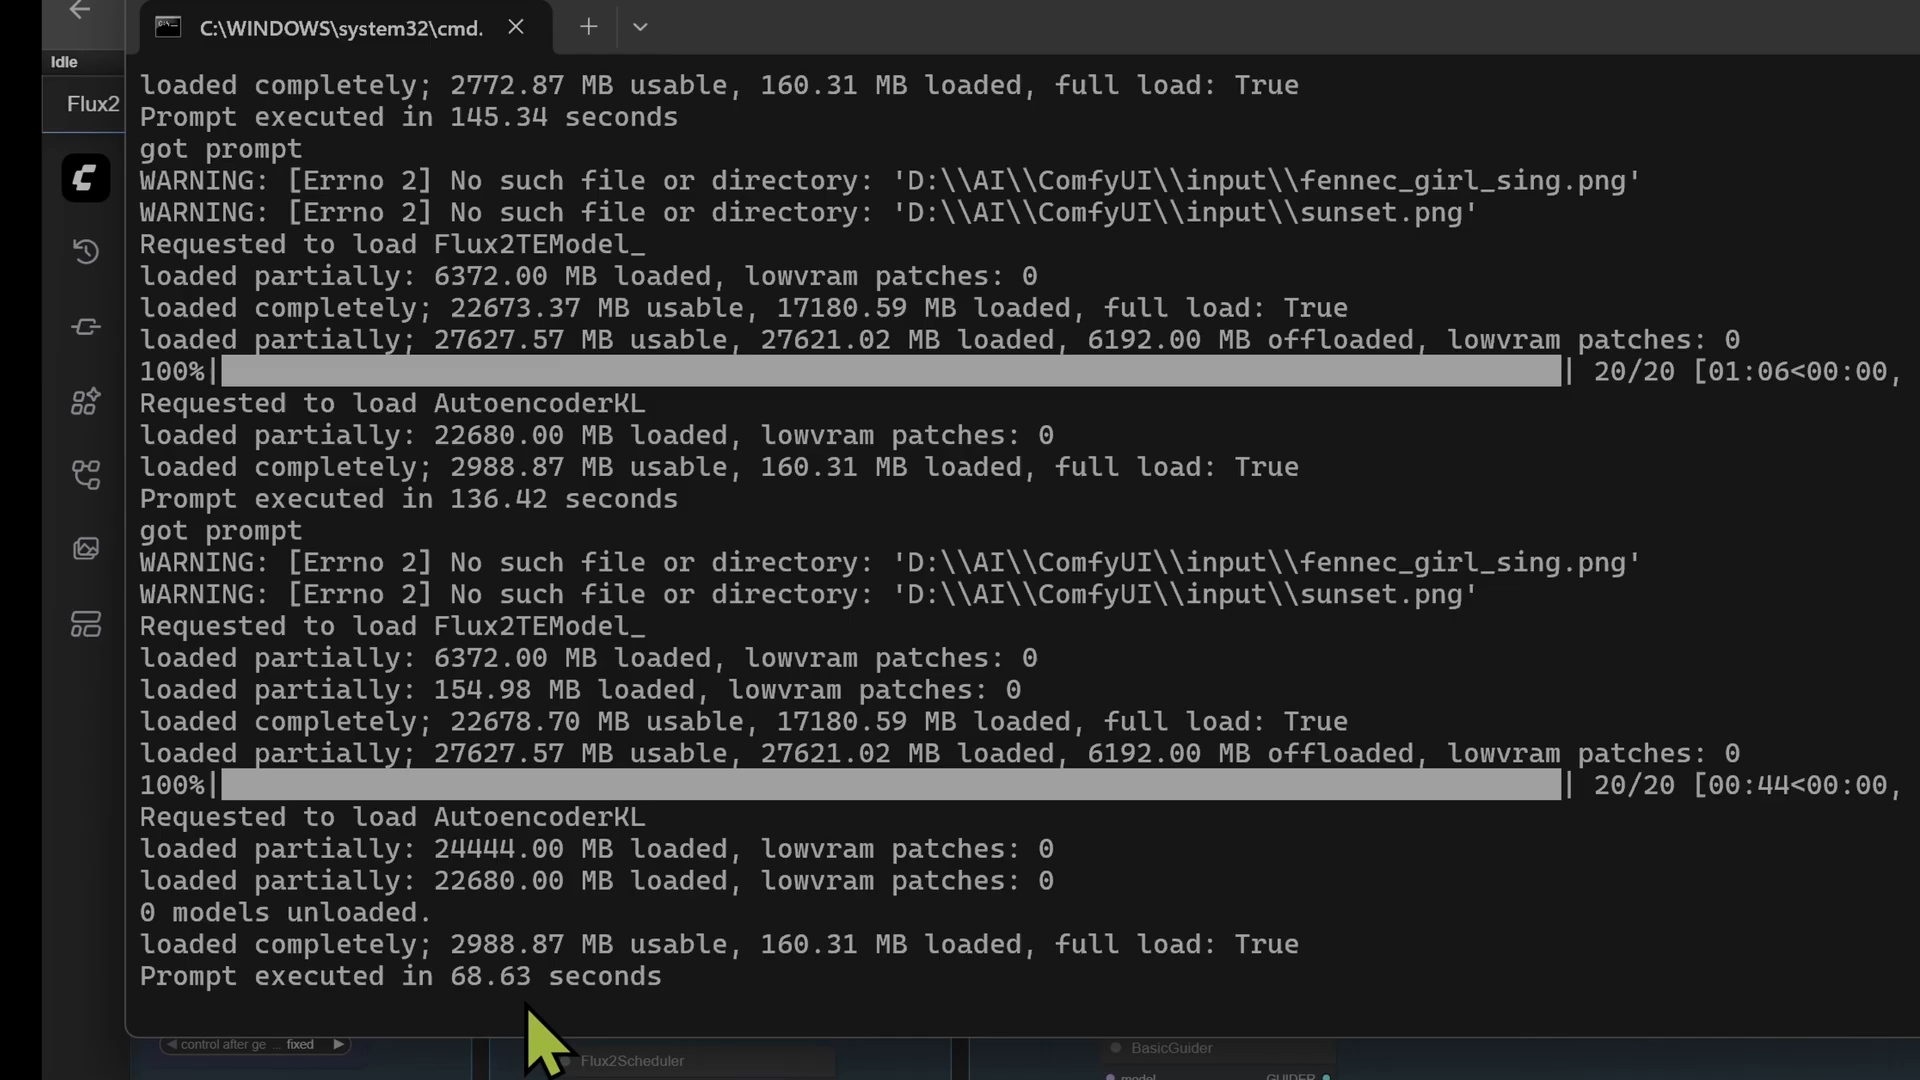 C:\WINDOWS\system32\cmd.
Idle
Flux2
loaded completely; 2772.87 MB usable, 160.31 MB loaded, full load: True
Prompt executed in 145.34 seconds
got prompt
WARNING: [Errno 2] No such file or directory: 'D:\\AI\\ComfyUI\\input\\fennec_girl_sing.png'
WARNING: [Errno 2] No such file or directory: 'D:\\AI\\ComfyUI\\input\\sunset.png'
Requested to load Flux2TEModel_
loaded partially: 6372.00 MB loaded, lowvram patches: 0
loaded completely; 22673.37 MB usable, 17180.59 MB loaded, full load: True
loaded partially; 27627.57 MB usable, 27621.02 MB loaded, 6192.00 MB offloaded, lowvram patches: 0
100%| | 20/20 [01:06<00:00,
Requested to load AutoencoderKL
loaded partially: 22680.00 MB loaded, lowvram patches: 0
loaded completely; 2988.87 MB usable, 160.31 MB loaded, full load: True
Prompt executed in 136.42 seconds
got prompt
WARNING: [Errno 2] No such file or directory: 'D:\\AI\\ComfyUI\\input\\fennec_girl_sing.png'
WARNING: [Errno 2] No such file or directory: 'D:\\AI\\ComfyUI\\input\\sunset.png'
Requested to load Flux2TEModel_
loaded partially: 6372.00 MB loaded, lowvram patches: 0
loaded partially: 154.98 MB loaded, lowvram patches: 0
loaded completely; 22678.70 MB usable, 17180.59 MB loaded, full load: True
loaded partially; 27627.57 MB usable, 27621.02 MB loaded, 6192.00 MB offloaded, lowvram patches: 0
100%| | 20/20 [00:44<00:00,
Requested to load AutoencoderKL
loaded partially: 24444.00 MB loaded, lowvram patches: 0
loaded partially: 22680.00 MB loaded, lowvram patches: 0
0 models unloaded.
loaded completely; 2988.87 MB usable, 160.31 MB loaded, full load: True
Prompt executed in 68.63 seconds
control after ge ... fixed
Flux2Scheduler
BasicGuider
model GUIDER